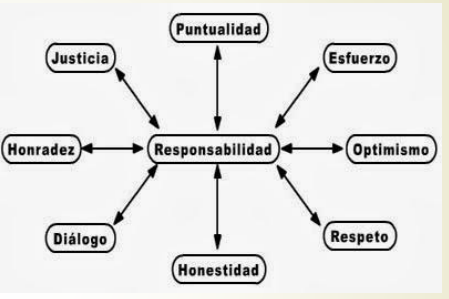 Puntualidad
Justicia
Esfuerzo
Honradez
Responsabilidad
Optimismo
Diálogo
Respeto
Honestidad